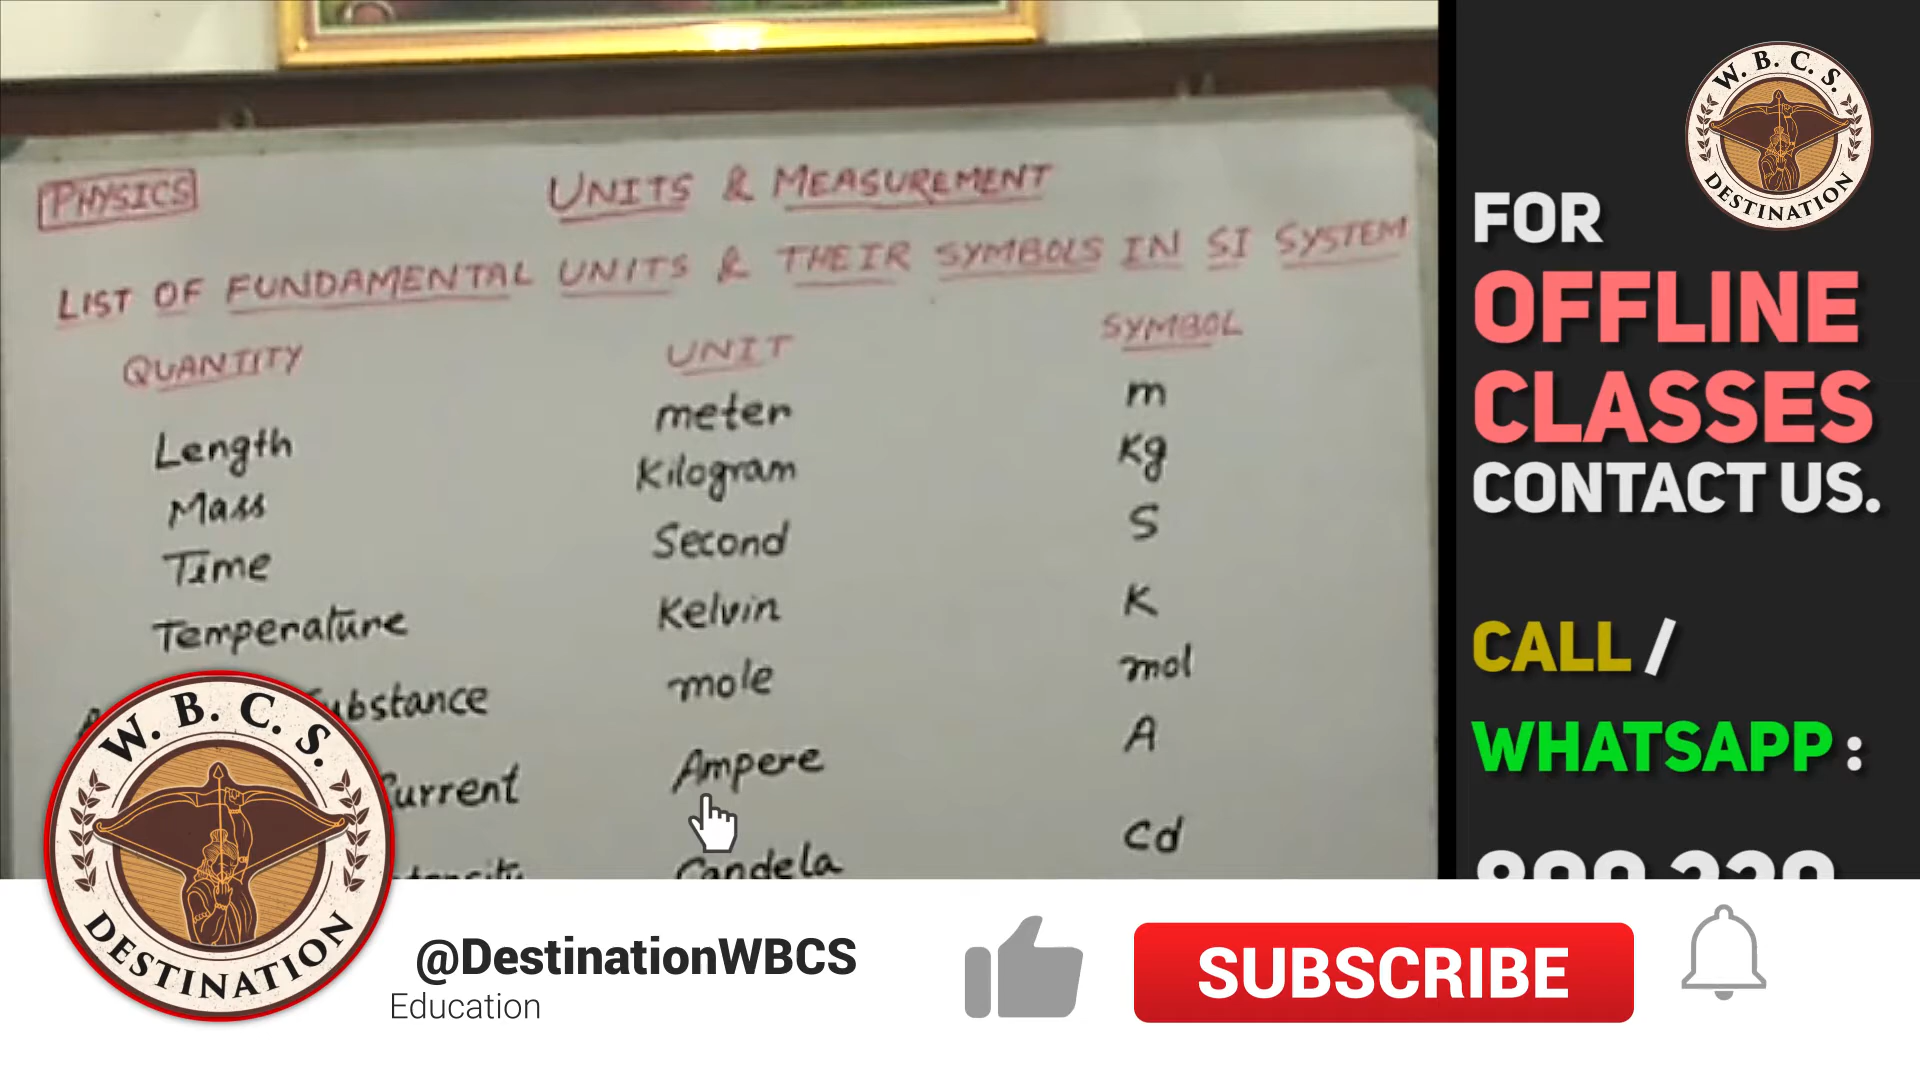 PHYSICS
UNITS & MEASUREMENT
LIST OF FUNDAMENTAL UNITS & THEIR SYMBOLS IN SI SYSTEM
QUANTITY UNIT SYMBOL
Length meter m
Mass Kilogram Kg
Time Second S
Temperature Kelvin K
ubstance mole mol
Current Ampere A
Candela Cd
W. B. C. S.
DESTINATION
FOR
OFFLINE
CLASSES
CONTACT US.
CALL /
WHATSAPP :
W. B. C. S.
DESTINATION
@DestinationWBCS
Education
SUBSCRIBE